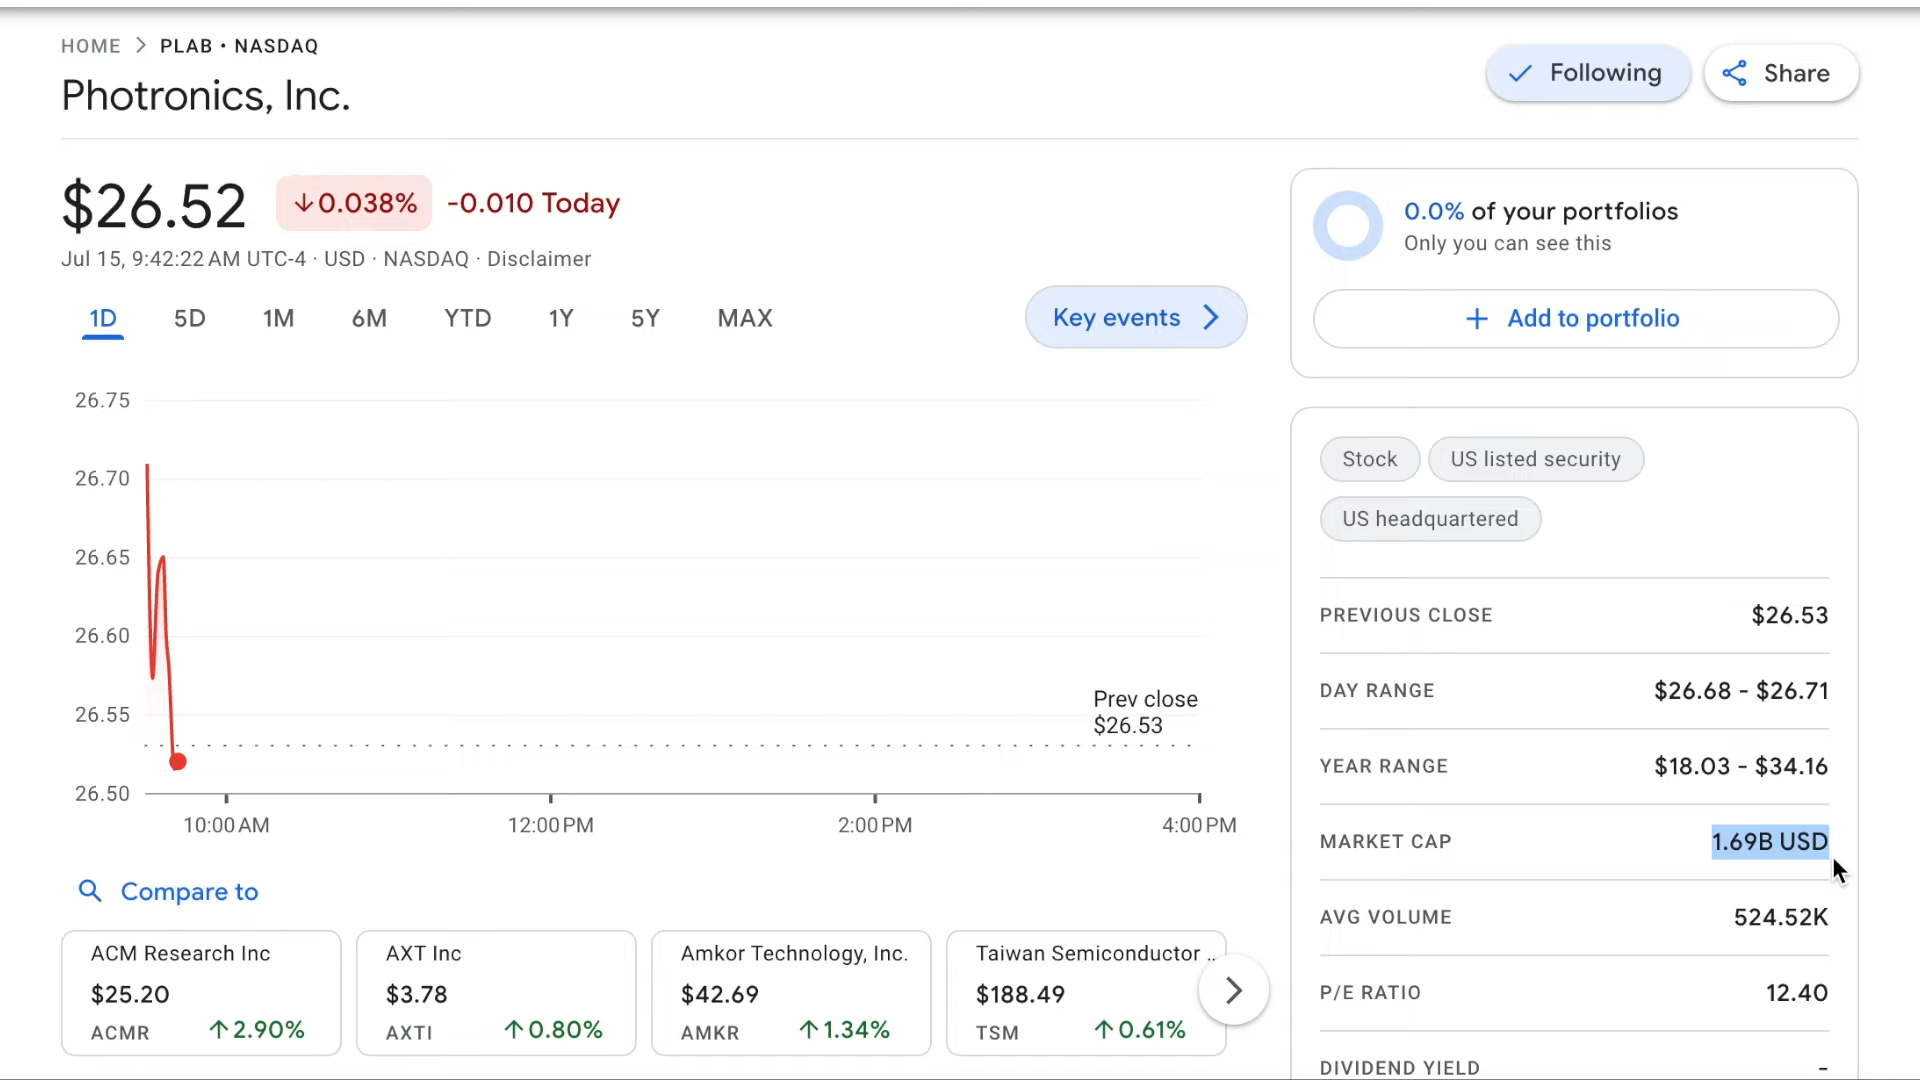 HOME > PLAB • NASDAQ
Photronics, Inc.
Following
Share
$26.52
↓0.038%
-0.010 Today
Jul 15, 9:42:22 AM UTC-4 · USD · NASDAQ · Disclaimer
1D 5D 1M 6M YTD 1Y 5Y MAX
Key events
26.75
26.70
26.65
26.60
26.55
26.50
Prev close
$26.53
10:00 AM 12:00 PM 2:00 PM 4:00 PM
Compare to
ACM Research Inc
$25.20
ACMR ↑2.90%
AXT Inc
$3.78
AXTI ↑0.80%
Amkor Technology, Inc.
$42.69
AMKR ↑1.34%
Taiwan Semiconductor ..
$188.49
TSM ↑0.61%
0.0% of your portfolios
Only you can see this
+ Add to portfolio
Stock
US listed security
US headquartered
PREVIOUS CLOSE $26.53
DAY RANGE $26.68 - $26.71
YEAR RANGE $18.03 - $34.16
MARKET CAP 1.69B USD
AVG VOLUME 524.52K
P/E RATIO 12.40
DIVIDEND YIELD -